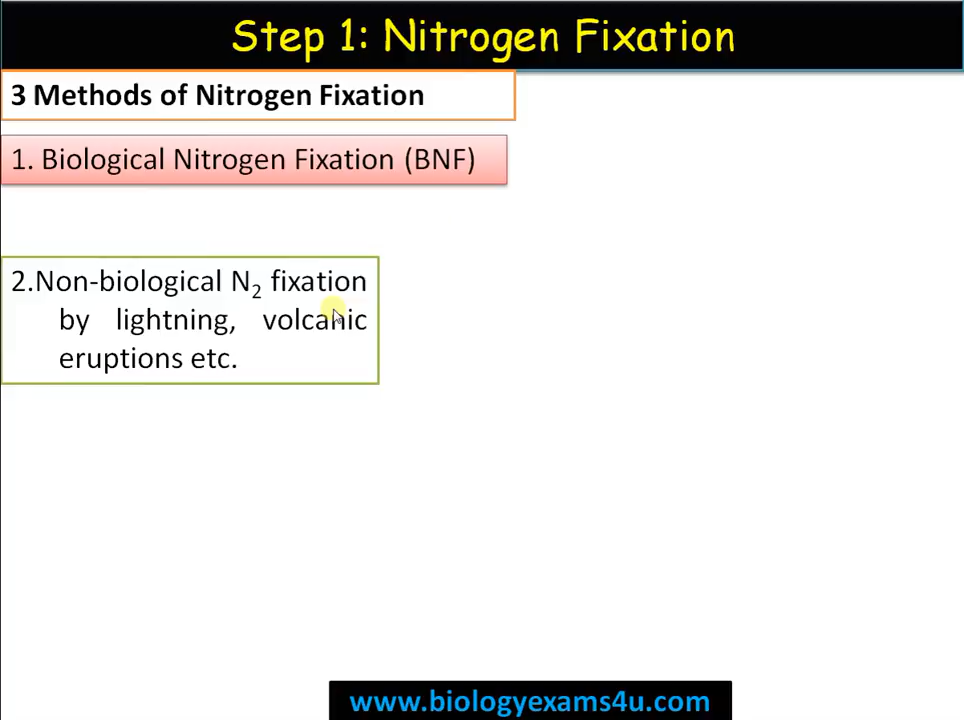 Step 1: Nitrogen Fixation
3 Methods of Nitrogen Fixation
1. Biological Nitrogen Fixation (BNF)
2.Non-biological N₂ fixation
by lightning, volcanic
eruptions etc.
www.biologyexams4u.com